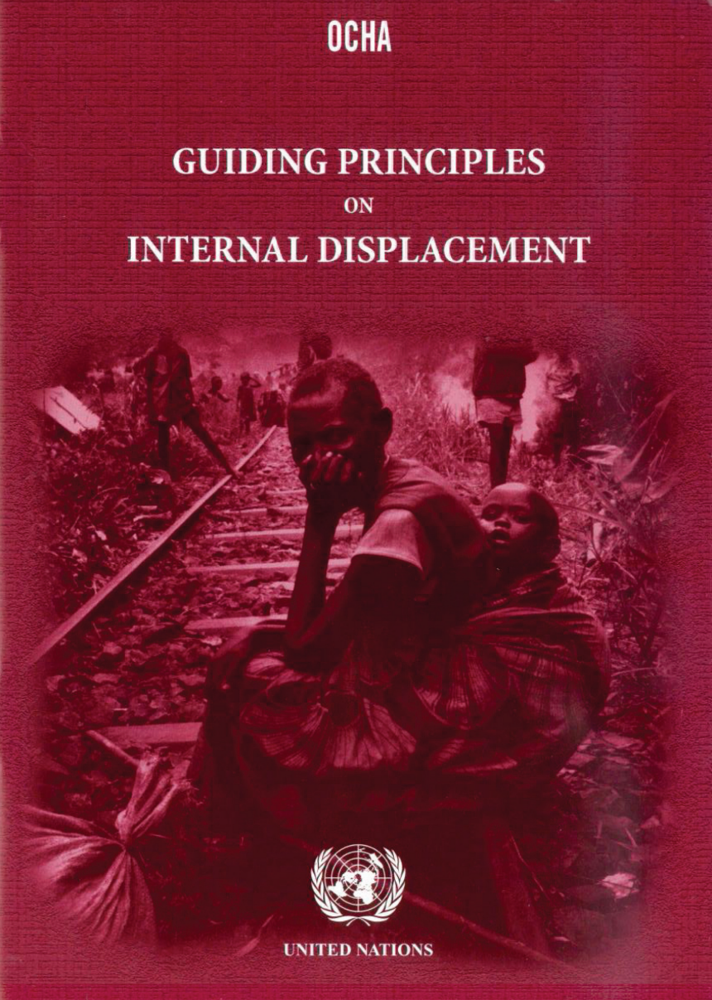 OCHA
GUIDING PRINCIPLES
ON
INTERNAL DISPLACEMENT
UNITED NATIONS